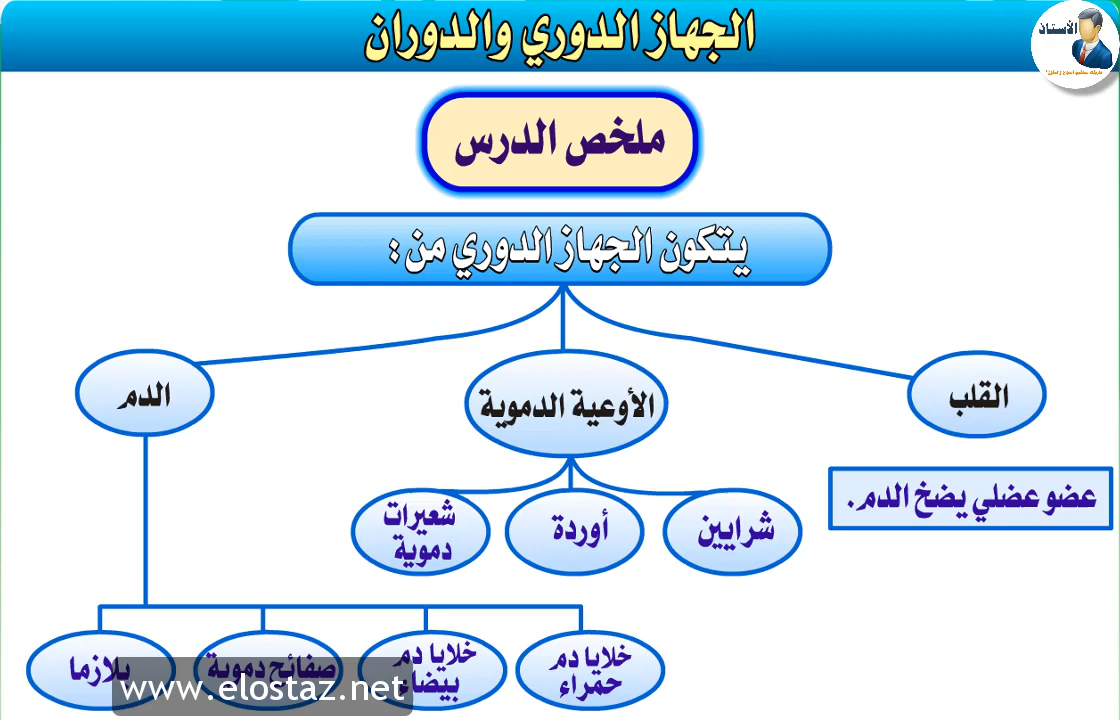 الجهاز الدوري والدوران
الأستاذ
ملخص الدرس
يتكون الجهاز الدوري من :
القلب
الأوعية الدموية
الدم
عضو عضلي يضخ الدم.
شرايين
أوردة
شعيرات
دموية
خلايا دم
حمراء
خلايا دم
بيضاء
صفائح دموية
بلازما
www.elostaz.net